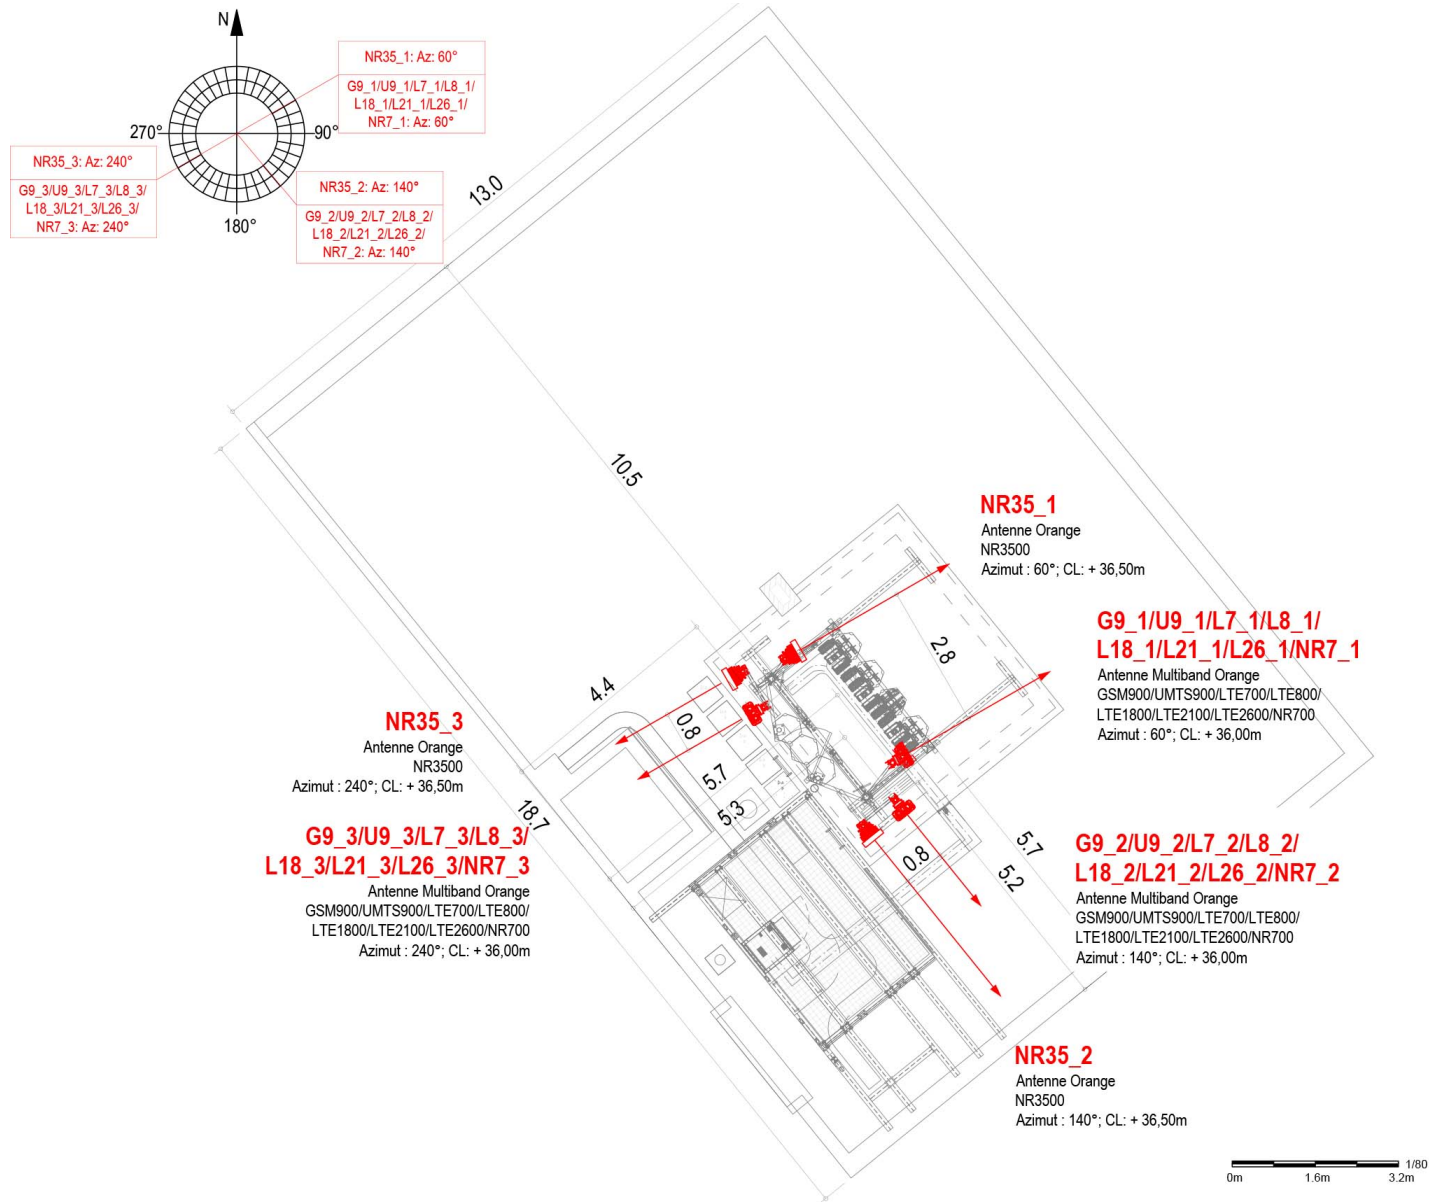 N
270°
90°
180°
NR35_1: Az: 60°
G9_1/U9_1/L7_1/L8_1/
L18_1/L21_1/L26_1/
NR7_1: Az: 60°
NR35_3: Az: 240°
G9_3/U9_3/L7_3/L8_3/
L18_3/L21_3/L26_3/
NR7_3: Az: 240°
NR35_2: Az: 140°
G9_2/U9_2/L7_2/L8_2/
L18_2/L21_2/L26_2/
NR7_2: Az: 140°
13.0
10.5
NR35_1
Antenne Orange
NR3500
Azimut : 60°; CL: + 36,50m
G9_1/U9_1/L7_1/L8_1/
L18_1/L21_1/L26_1/NR7_1
Antenne Multiband Orange
GSM900/UMTS900/LTE700/LTE800/
LTE1800/LTE2100/LTE2600/NR700
Azimut : 60°; CL: + 36,00m
2.8
4.4
0.8
5.7
5.3
NR35_3
Antenne Orange
NR3500
Azimut : 240°; CL: + 36,50m
18.7
G9_3/U9_3/L7_3/L8_3/
L18_3/L21_3/L26_3/NR7_3
Antenne Multiband Orange
GSM900/UMTS900/LTE700/LTE800/
LTE1800/LTE2100/LTE2600/NR700
Azimut : 240°; CL: + 36,00m
0.8
5.7
5.2
G9_2/U9_2/L7_2/L8_2/
L18_2/L21_2/L26_2/NR7_2
Antenne Multiband Orange
GSM900/UMTS900/LTE700/LTE800/
LTE1800/LTE2100/LTE2600/NR700
Azimut : 140°; CL: + 36,00m
NR35_2
Antenne Orange
NR3500
Azimut : 140°; CL: + 36,50m
1/80
0m
1.6m
3.2m